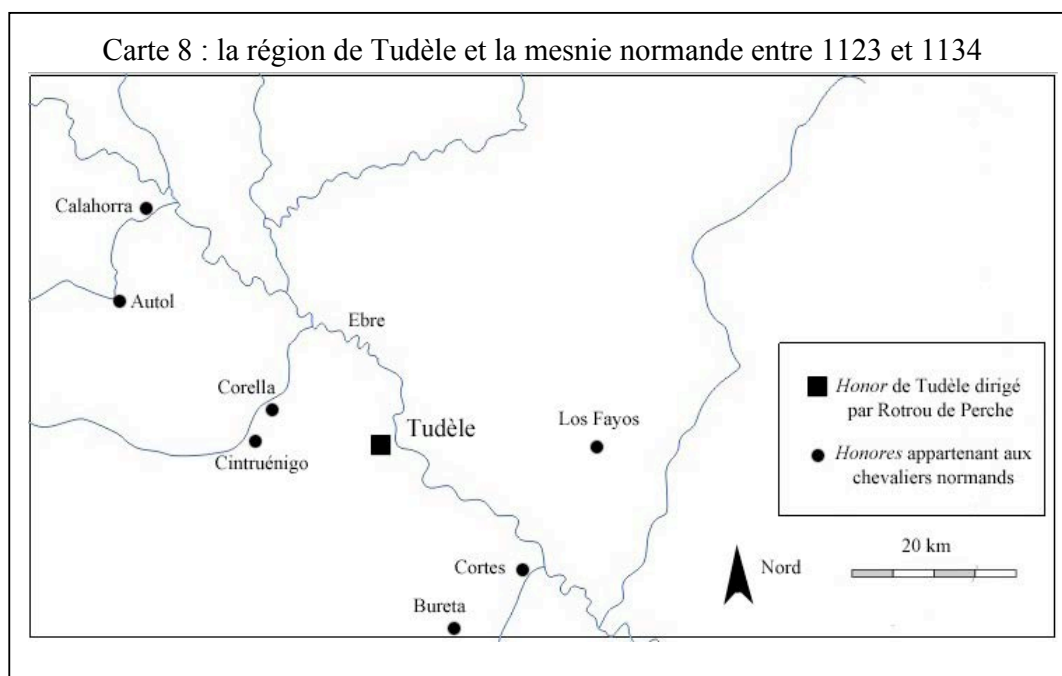 Carte 8 : la région de Tudèle et la mesnie normande entre 1123 et 1134
Calahorra
Autol
Ebre
Corella
Cintruénigo
Tudèle
Los Fayos
Cortes
Bureta
Honor de Tudèle dirigé
par Rotrou de Perche
Honores appartenant aux
chevaliers normands
20 km
Nord